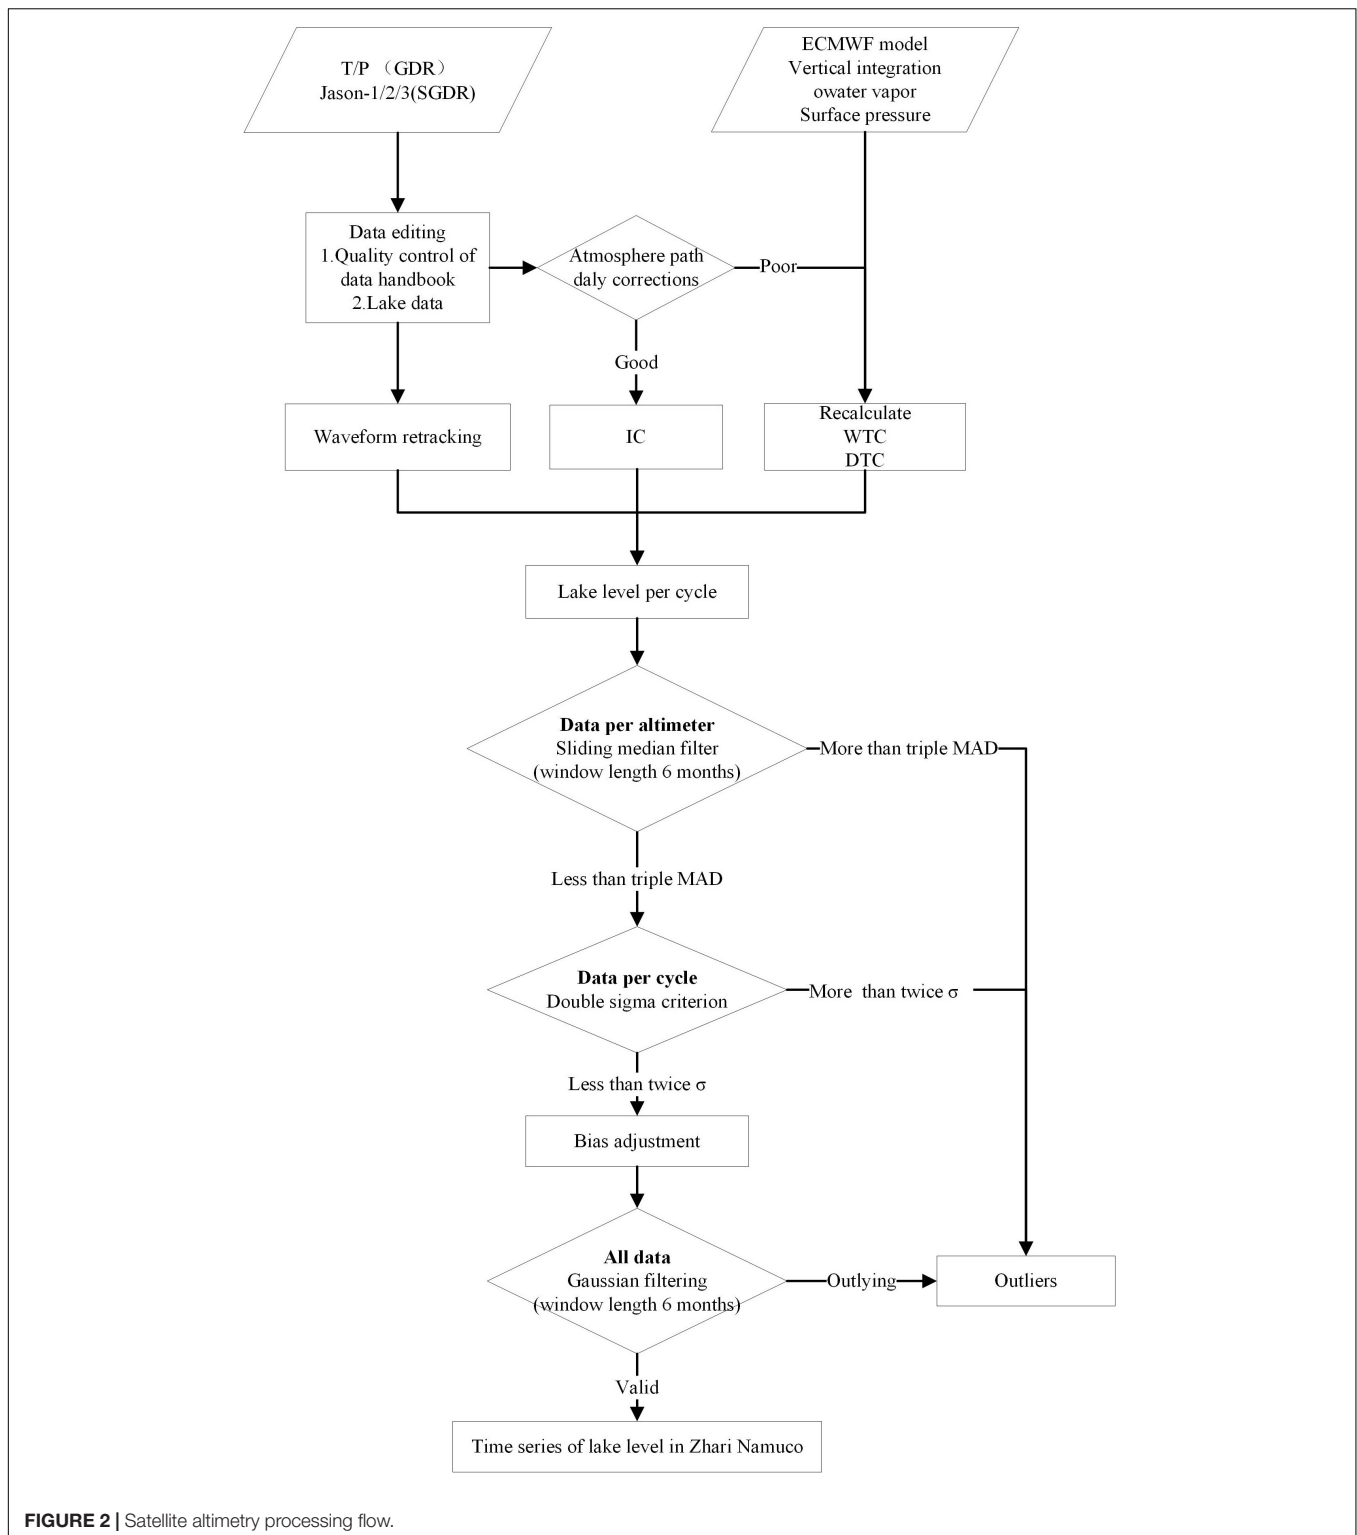 T/P （GDR）
Jason-1/2/3(SGDR)
ECMWF model
Vertical integration
owater vapor
Surface pressure
Data editing
1.Quality control of
data handbook
2.Lake data
Atmosphere path
daly corrections
Poor
Good
Waveform retracking
IC
Recalculate
WTC
DTC
Lake level per cycle
Data per altimeter
Sliding median filter
(window length 6 months)
More than triple MAD
Less than triple MAD
Data per cycle
Double sigma criterion
More than twice σ
Less than twice σ
Bias adjustment
All data
Gaussian filtering
(window length 6 months)
Outlying
Outliers
Valid
Time series of lake level in Zhari Namuco
FIGURE 2 | Satellite altimetry processing flow.